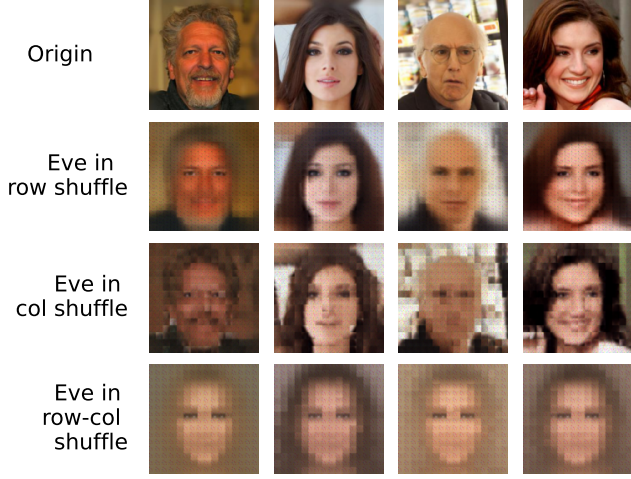 Origin
Eve in
row shuffle
Eve in
col shuffle
Eve in
row-col
shuffle